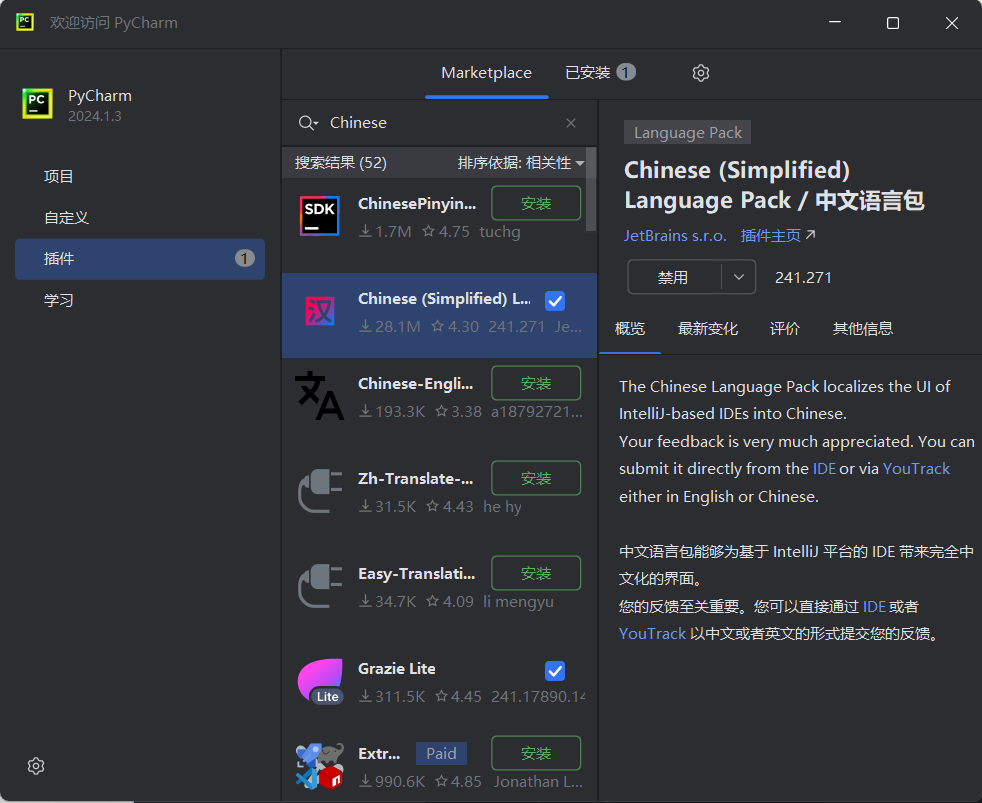 PC 欢迎访问 PyCharm
PC PyCharm
2024.1.3
项目
自定义
插件 1
学习
Marketplace 已安装 1
Chinese
搜索结果 (52) 排序依据: 相关性
SDK ChinesePinyin... 安装
1.7M 4.75 tuchg
汉 Chinese (Simplified) L...
28.1M 4.30 241.271 Je...
文A Chinese-Engli... 安装
193.3K 3.38 a18792721...
Zh-Translate-... 安装
31.5K 4.43 he hy
Easy-Translati... 安装
34.7K 4.09 li mengyu
Grazie Lite
Lite 311.5K 4.45 241.17890.14
Extr... Paid 安装
990.6K 4.85 Jonathan L...
Language Pack
Chinese (Simplified)
Language Pack / 中文语言包
JetBrains s.r.o. 插件主页
禁用 241.271
概览 最新变化 评价 其他信息
The Chinese Language Pack localizes the UI of
IntelliJ-based IDEs into Chinese.
Your feedback is very much appreciated. You can
submit it directly from the IDE or via YouTrack
either in English or Chinese.
中文语言包能够为基于 IntelliJ 平台的 IDE 带来完全中
文化的界面。
您的反馈至关重要。您可以直接通过 IDE 或者
YouTrack 以中文或者英文的形式提交您的反馈。